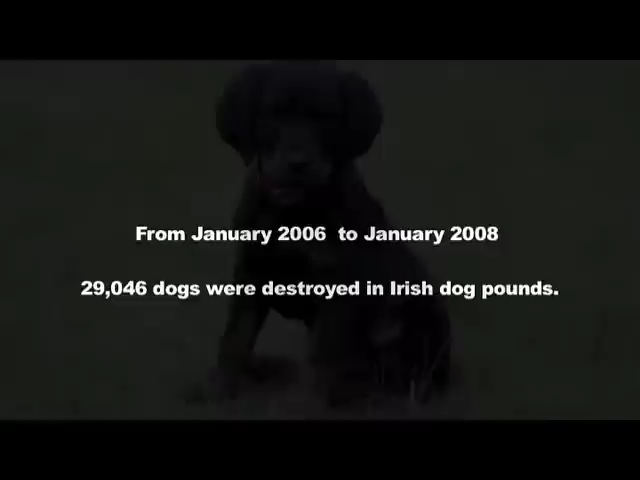 From January 2006  to January 2008
29,046 dogs were destroyed in Irish dog pounds.